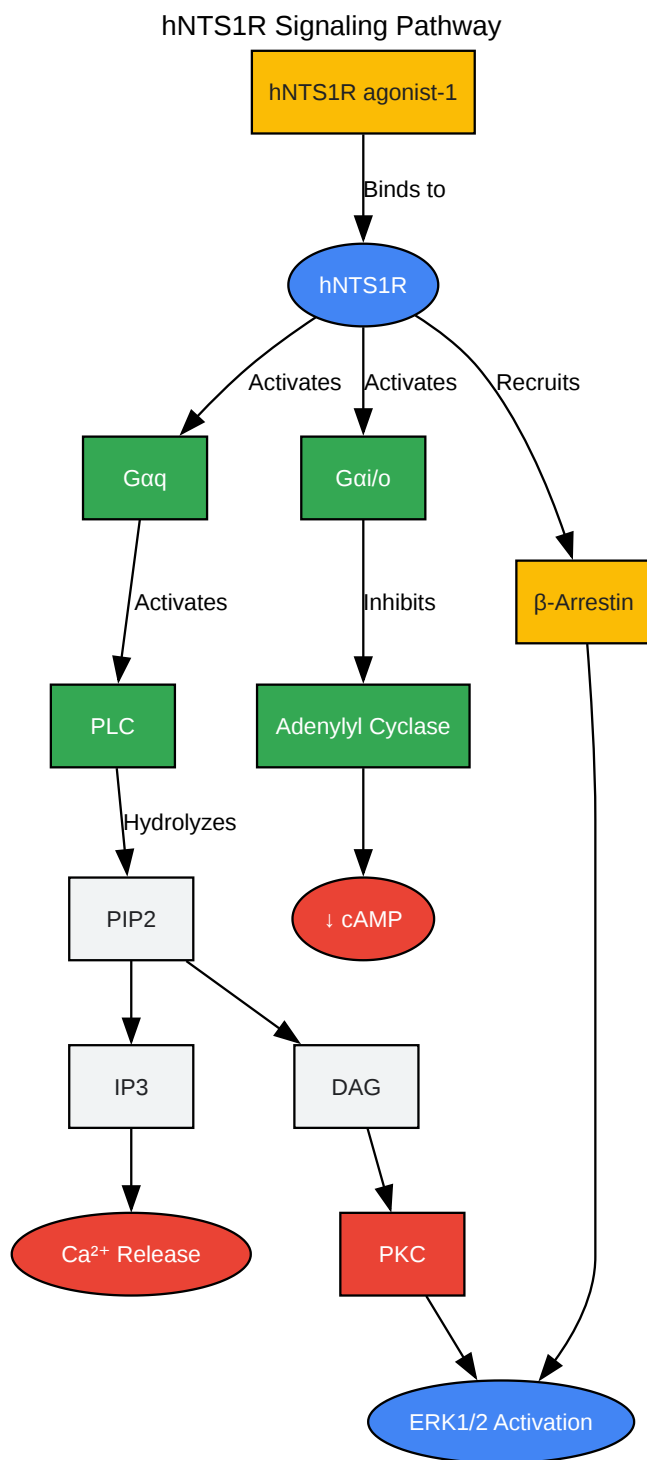 hNTS1R Signaling Pathway
hNTS1R agonist-1
Binds to
hNTS1R
Activates
Activates
Recruits
Gαq
Gαi/o
Activates
Inhibits
β-Arrestin
PLC
Adenylyl Cyclase
Hydrolyzes
PIP2
↓ cAMP
IP3
DAG
Ca²⁺ Release
PKC
ERK1/2 Activation